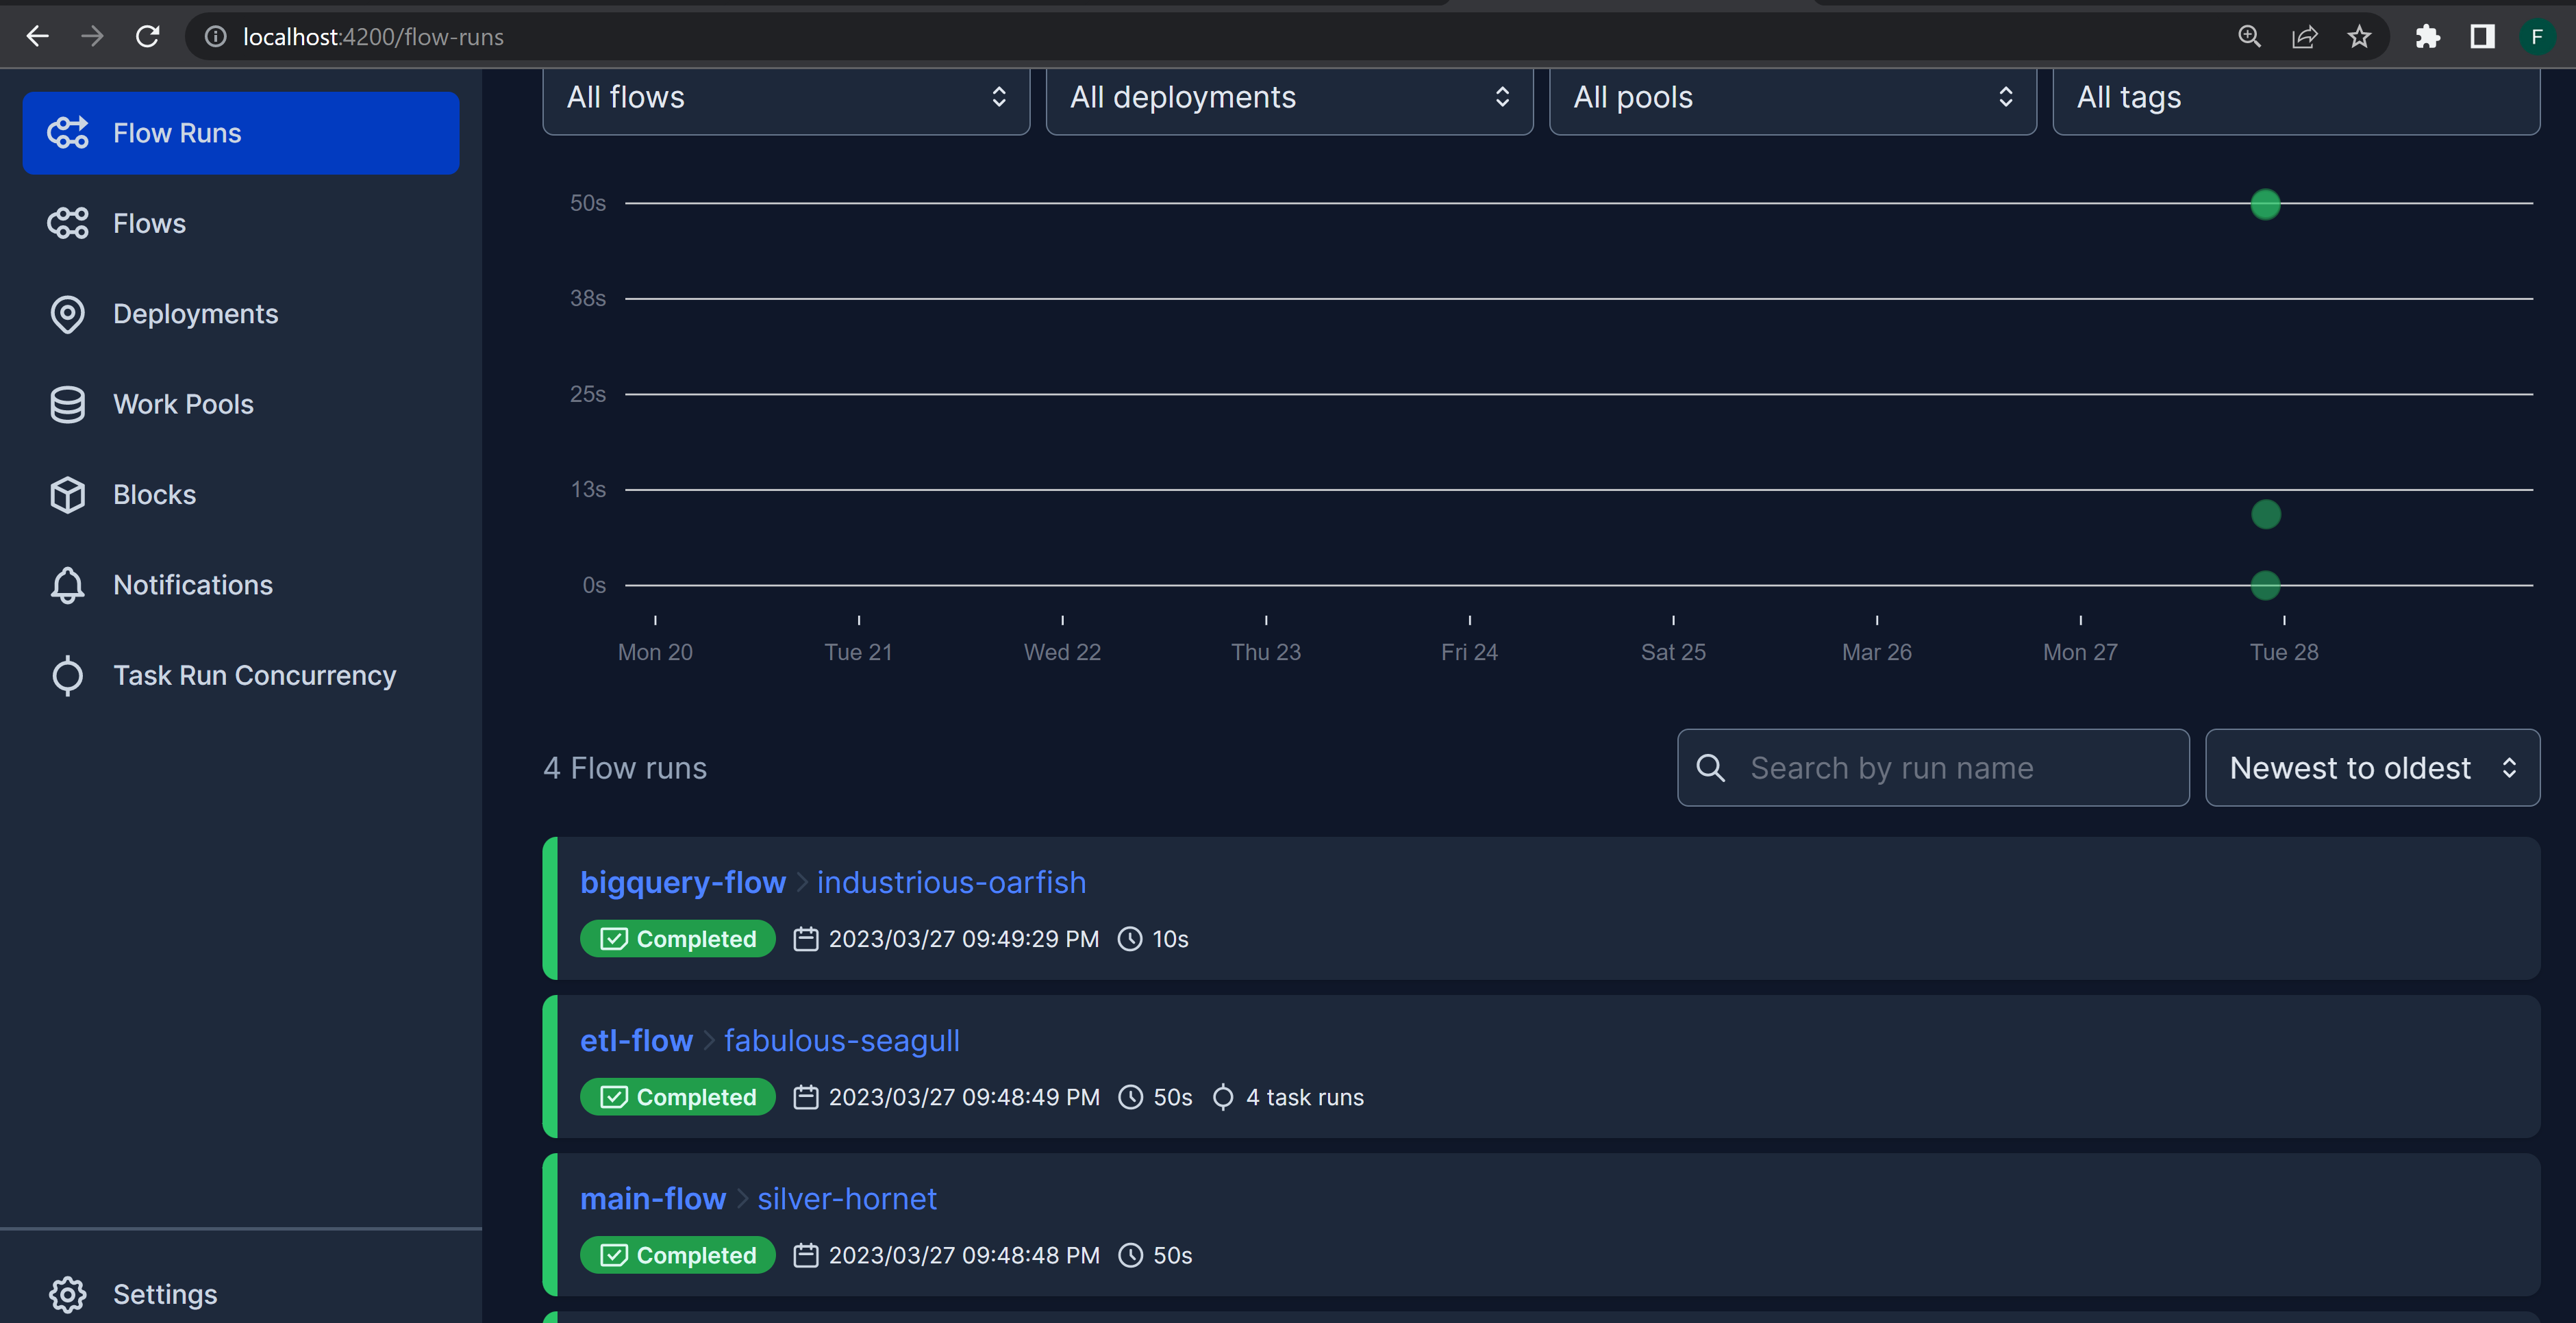 localhost:4200/flow-runs
F
Flow Runs
Flows
Deployments
Work Pools
Blocks
Notifications
Task Run Concurrency
Settings
All flows
All deployments
All pools
All tags
50s
38s
25s
13s
0s
Mon 20
Tue 21
Wed 22
Thu 23
Fri 24
Sat 25
Mar 26
Mon 27
Tue 28
4 Flow runs
Search by run name
Newest to oldest
bigquery-flow > industrious-oarfish
Completed 2023/03/27 09:49:29 PM 10s
etl-flow > fabulous-seagull
Completed 2023/03/27 09:48:49 PM 50s 4 task runs
main-flow > silver-hornet
Completed 2023/03/27 09:48:48 PM 50s